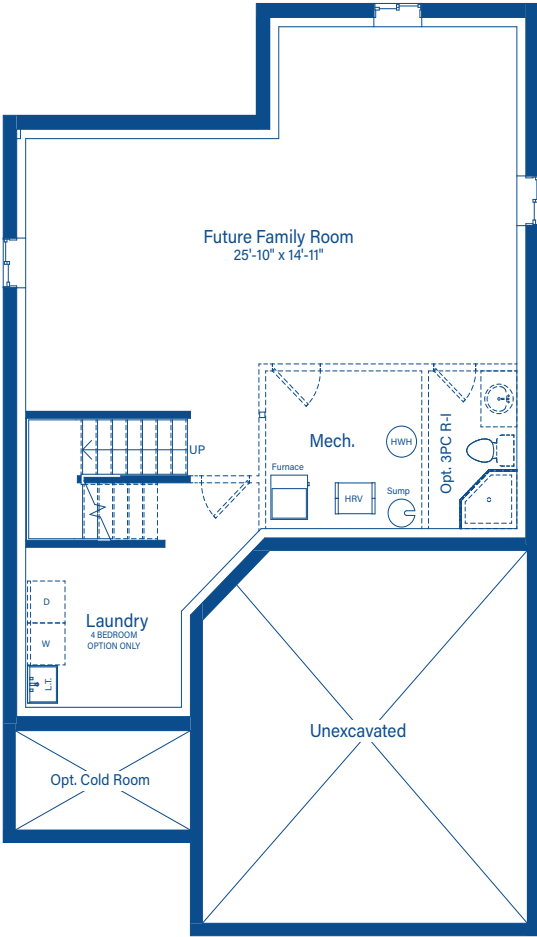 Future Family Room
25'-10" x 14'-11"
UP
Mech.
HWH
Opt. 3PC R-I
Furnace
HRV
Sump
D
W
L.T.
Laundry
4 BEDROOM
OPTION ONLY
Unexcavated
Opt. Cold Room